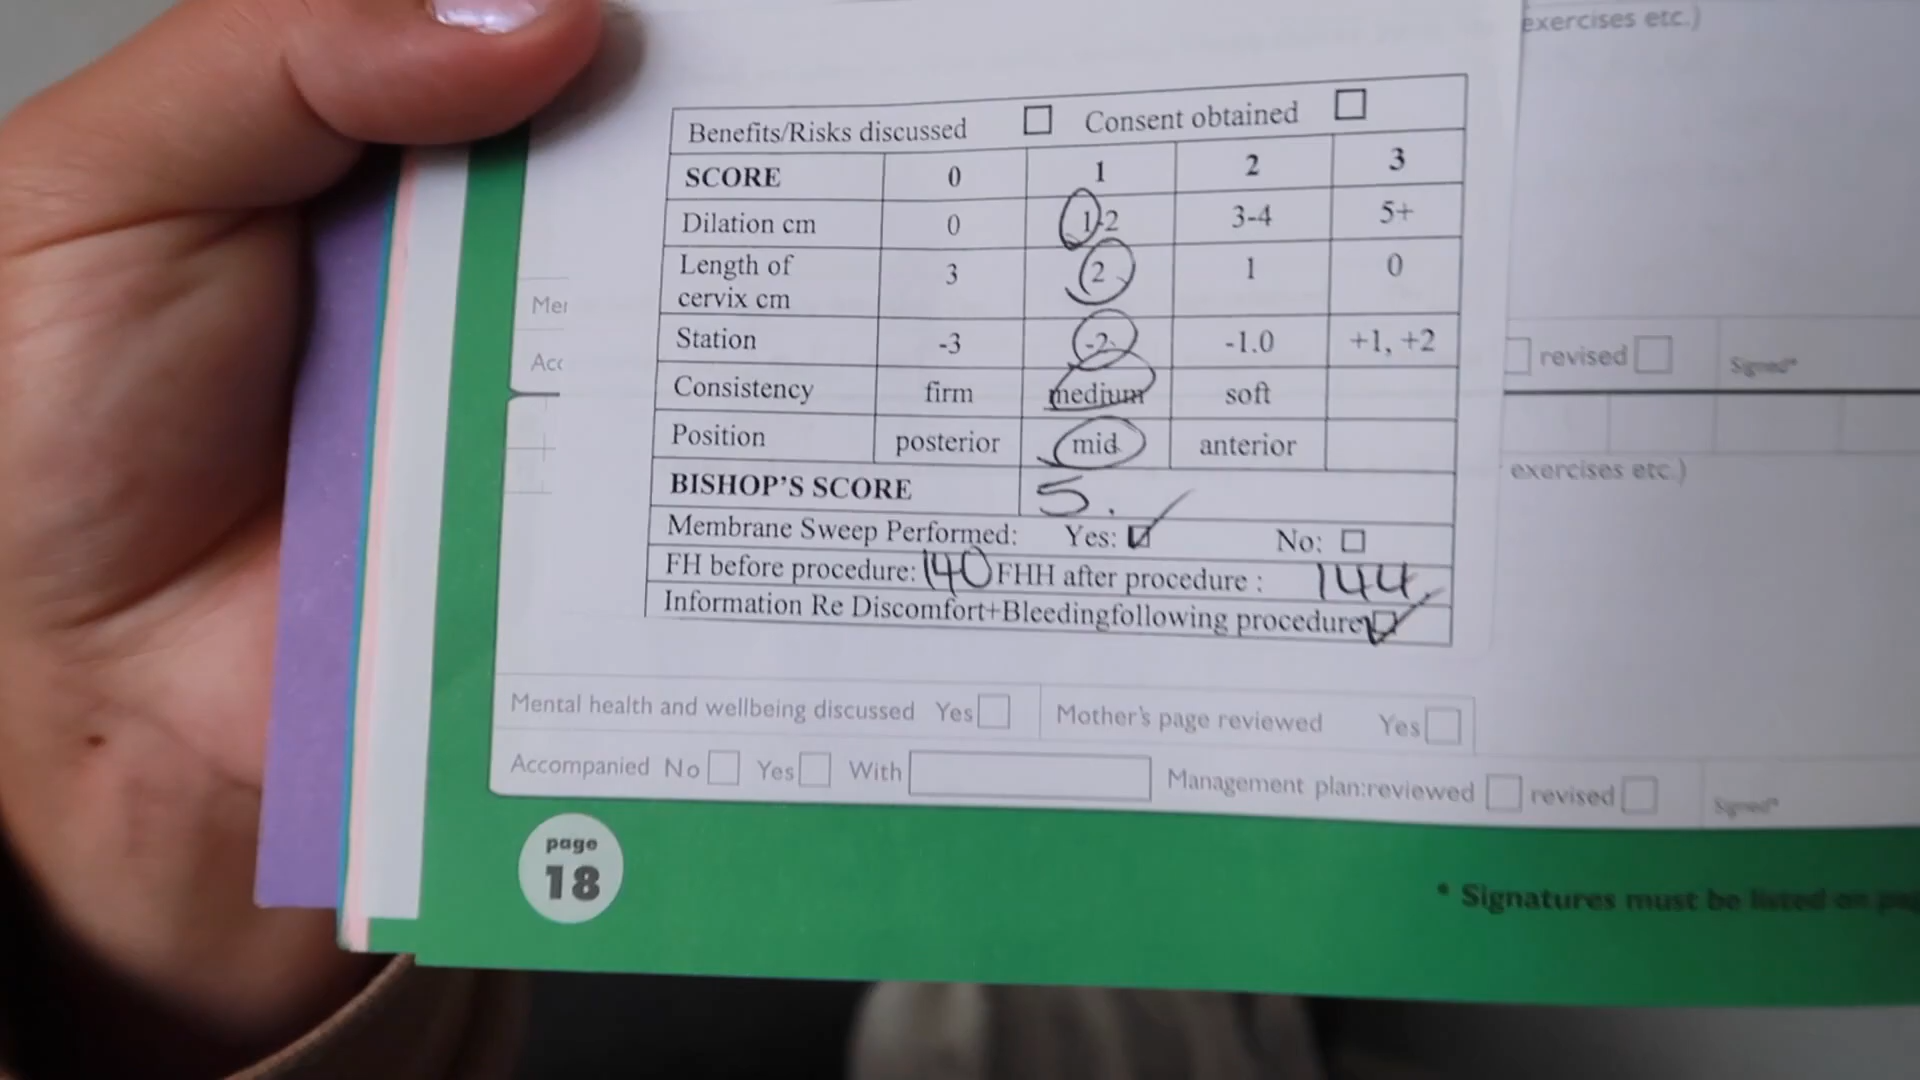 exercises etc.)
Benefits/Risks discussed ☐ Consent obtained ☐
SCORE 0 1 2 3
Dilation cm 0 1-2 3-4 5+
Length of
cervix cm 3 2 1 0
Station -3 -2 -1.0 +1, +2
Consistency firm medium soft
Position posterior mid anterior
BISHOP'S SCORE 5.
Membrane Sweep Performed: Yes: ☑ No: ☐
FH before procedure: 140 FHH after procedure : 144
Information Re Discomfort+Bleedingfollowing procedure ☑
revised ☐ Signed*
exercises etc.)
Mental health and wellbeing discussed Yes ☐ Mother's page reviewed Yes ☐
Accompanied No ☐ Yes ☐ With Management plan:reviewed ☐ revised ☐ Signed*
page
18
* Signatures must be listed on